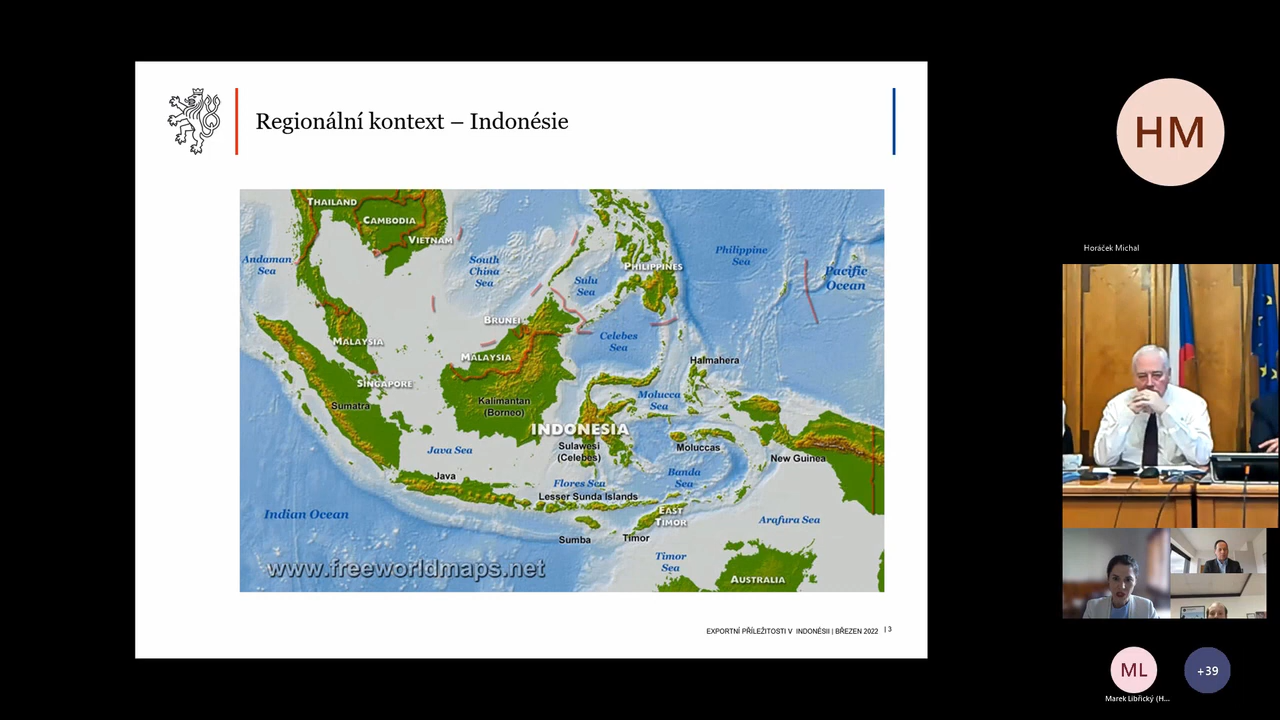 Regionální kontext – Indonésie
THAILAND
CAMBODIA
VIETNAM
Andaman
Sea
South
China
Sea
Sulu
Sea
PHILIPPINES
Philippine
Sea
Pacific
Ocean
BRUNEI
MALAYSIA
MALAYSIA
Celebes
Sea
Halmahera
SINGAPORE
Sumatra
Kalimantan
(Borneo)
Molucca
Sea
INDONESIA
Sulawesi
(Celebes)
Moluccas
New Guinea
Java Sea
Java
Banda
Sea
Flores Sea
Lesser Sunda Islands
EAST
TIMOR
Indian Ocean
Sumba
Timor
Arafura Sea
Timor
Sea
AUSTRALIA
www.freeworldmaps.net
EXPORTNÍ PŘÍLEŽITOSTI V INDONÉSII | BŘEZEN 2022 | 3
HM
Horáček Michal
ML
+39
Marek Libřický (H...